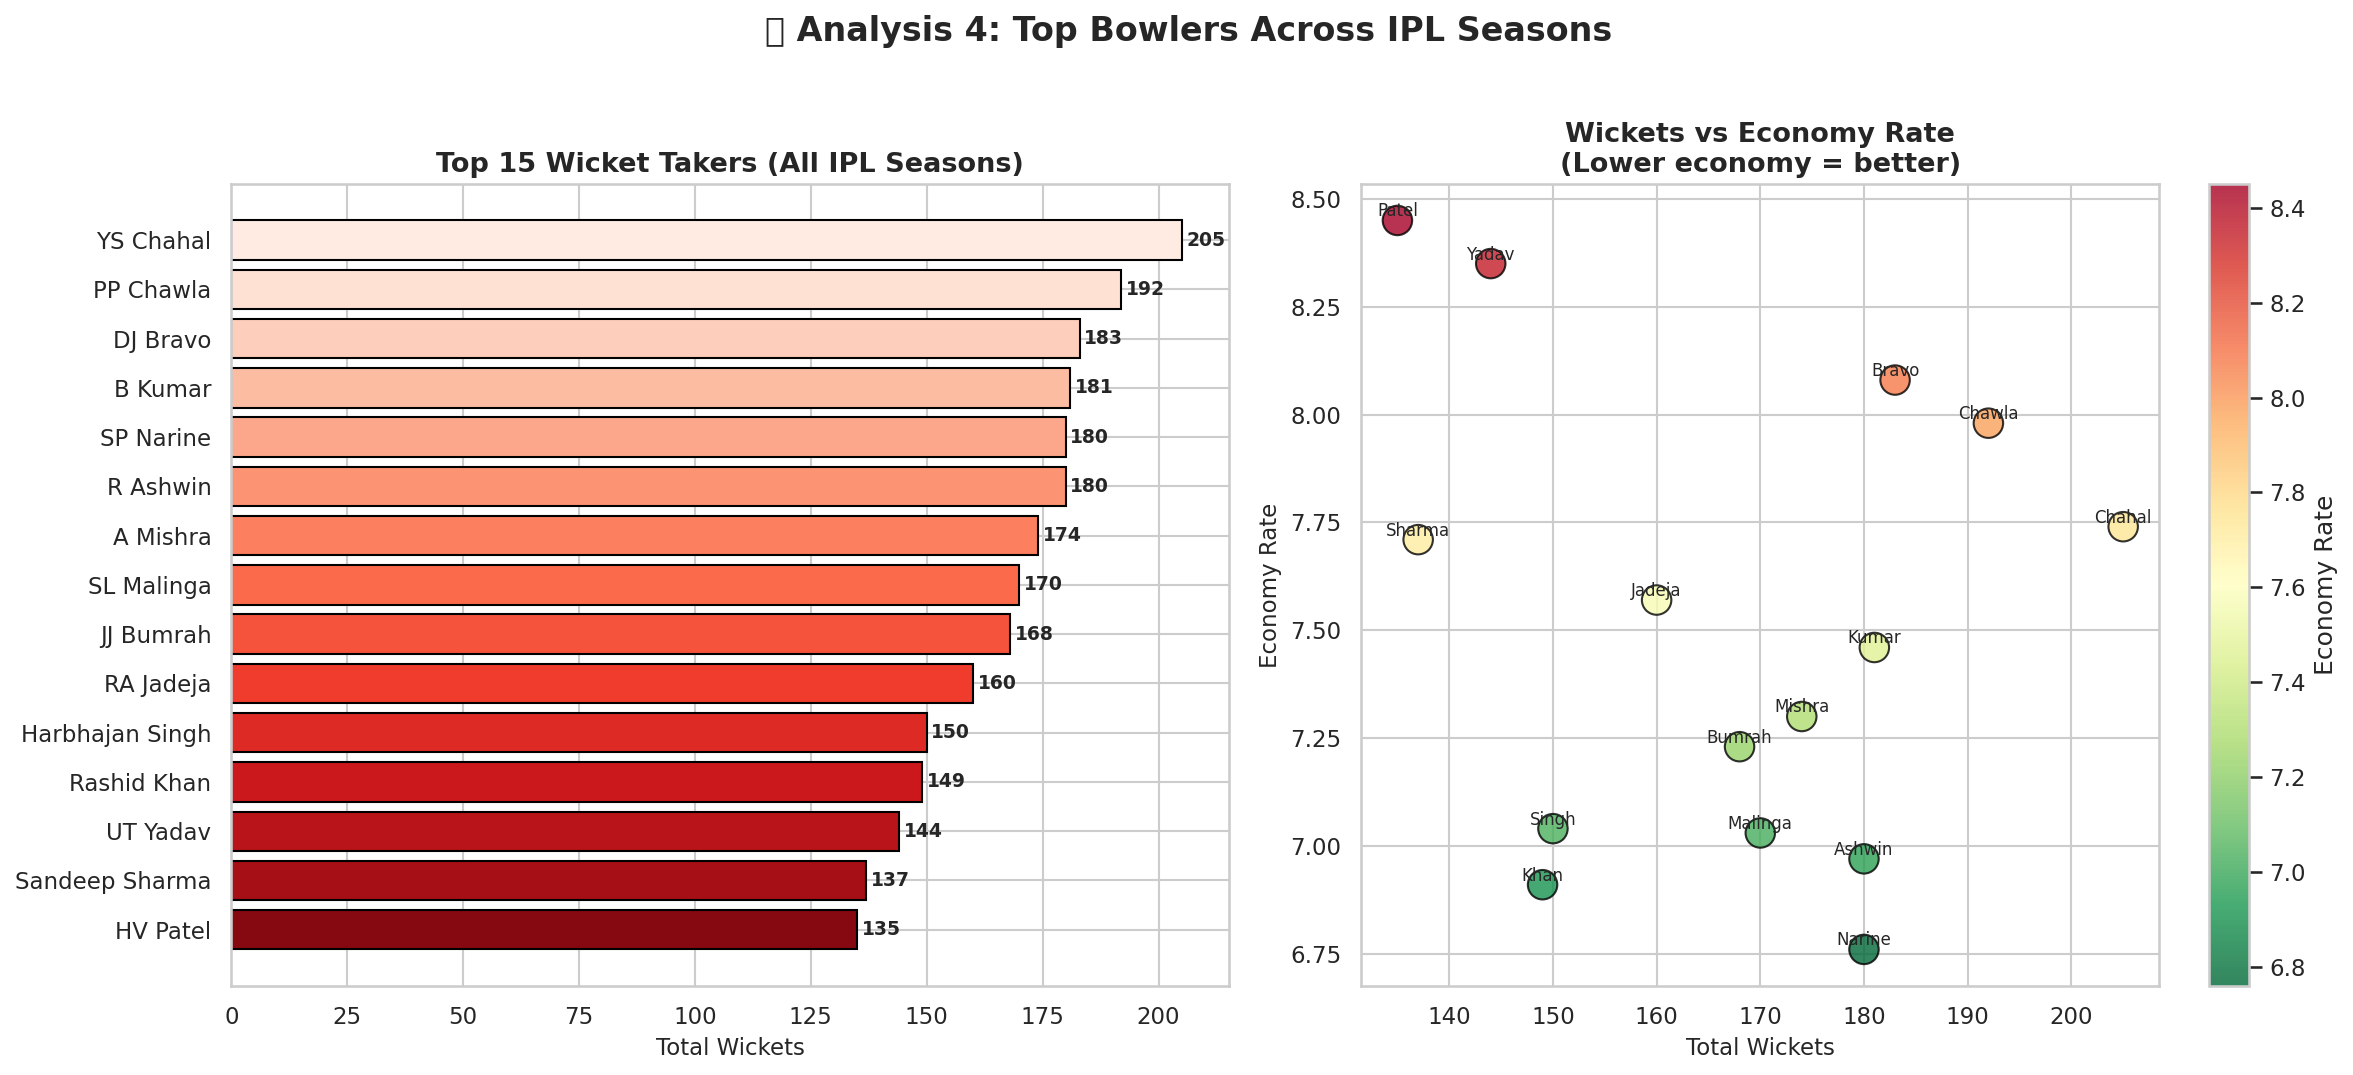 Analysis 4: Top Bowlers Across IPL Seasons
Top 15 Wicket Takers (All IPL Seasons)
YS Chahal 205
PP Chawla 192
DJ Bravo 183
B Kumar 181
SP Narine 180
R Ashwin 180
A Mishra 174
SL Malinga 170
JJ Bumrah 168
RA Jadeja 160
Harbhajan Singh 150
Rashid Khan 149
UT Yadav 144
Sandeep Sharma 137
HV Patel 135
0 25 50 75 100 125 150 175 200
Total Wickets
Wickets vs Economy Rate
(Lower economy = better)
Economy Rate
8.50
8.25
8.00
7.75
7.50
7.25
7.00
6.75
Patel
Yadav
Bravo
Chawla
Chahal
Sharma
Jadeja
Kumar
Mishra
Bumrah
Singh
Malinga
Ashwin
Khan
Narine
140 150 160 170 180 190 200
Total Wickets
8.4
8.2
8.0
7.8
7.6
7.4
7.2
7.0
6.8
Economy Rate